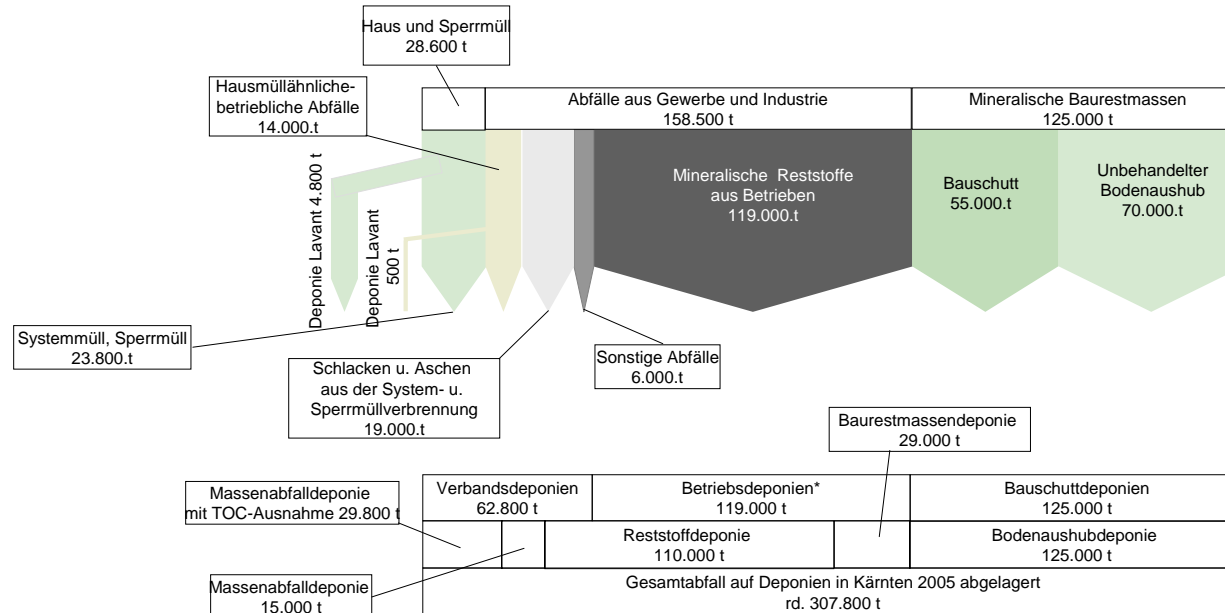 Haus und Sperrmüll
28.600 t
Hausmüllähnliche-
betriebliche Abfälle
14.000.t
Abfälle aus Gewerbe und Industrie
158.500 t
Mineralische Baurestmassen
125.000 t
Deponie Lavant 4.800 t
Deponie Lavant
500 t
Mineralische Reststoffe
aus Betrieben
119.000.t
Bauschutt
55.000.t
Unbehandelter
Bodenaushub
70.000.t
Systemmüll, Sperrmüll
23.800.t
Schlacken u. Aschen
aus der System- u.
Sperrmüllverbrennung
19.000.t
Sonstige Abfälle
6.000.t
Baurestmassendeponie
29.000 t
Massenabfalldeponie
mit TOC-Ausnahme 29.800 t
Verbandsdeponien
62.800 t
Betriebsdeponien*
119.000 t
Bauschuttdeponien
125.000 t
Reststoffdeponie
110.000 t
Bodenaushubdeponie
125.000 t
Massenabfalldeponie
15.000 t
Gesamtabfall auf Deponien in Kärnten 2005 abgelagert
rd. 307.800 t